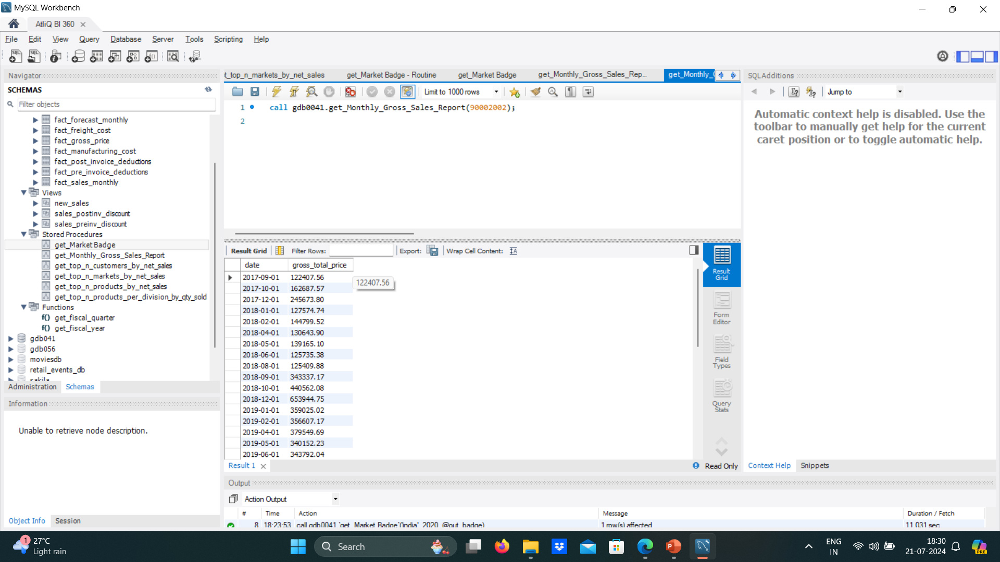 MySQL Workbench
AtliQ BI 360
File Edit View Query Database Server Tools Scripting Help
Navigator
SCHEMAS
Filter objects
fact_forecast_monthly
fact_freight_cost
fact_gross_price
fact_manufacturing_cost
fact_post_invoice_deductions
fact_pre_invoice_deductions
fact_sales_monthly
Views
new_sales
sales_postinv_discount
sales_preinv_discount
Stored Procedures
get_Market Badge
get_Monthly_Gross_Sales_Report
get_top_n_customers_by_net_sales
get_top_n_markets_by_net_sales
get_top_n_products_by_net_sales
get_top_n_products_per_division_by_qty_sold
Functions
f() get_fiscal_quarter
f() get_fiscal_year
gdb041
gdb056
moviesdb
retail_events_db
sakila
Administration Schemas
Information
Unable to retrieve node description.
Object Info Session
t_top_n_markets_by_net_sales get_Market Badge - Routine get_Market Badge get_Monthly_Gross_Sales_Rep... get_Monthly_(
Limit to 1000 rows
1 call gdb0041.get_Monthly_Gross_Sales_Report(90002002);
2
Result Grid Filter Rows: Export: Wrap Cell Content:
date gross_total_price
2017-09-01 122407.56
122407.56
2017-10-01 162687.57
2017-12-01 245673.80
2018-01-01 127574.74
2018-02-01 144799.52
2018-04-01 130643.90
2018-05-01 139165.10
2018-06-01 125735.38
2018-08-01 125409.88
2018-09-01 343337.17
2018-10-01 440562.08
2018-12-01 653944.75
2019-01-01 359025.02
2019-02-01 356607.17
2019-04-01 379549.69
2019-05-01 340152.23
2019-06-01 343792.04
Result Grid
Form Editor
Field Types
Query Stats
Result 1 Read Only
Output
Action Output
# Time Action Message Duration / Fetch
8 18:23:53 call gdb0041.`get_Market Badge`('india', 2020, @out_badge) 1 row(s) affected 11.031 sec
SQLAdditions
Jump to
Automatic context help is disabled. Use the
toolbar to manually get help for the current
caret position or to toggle automatic help.
Context Help Snippets
1
27°C
Light rain
Search
ENG
IN
18:30
21-07-2024
PRE